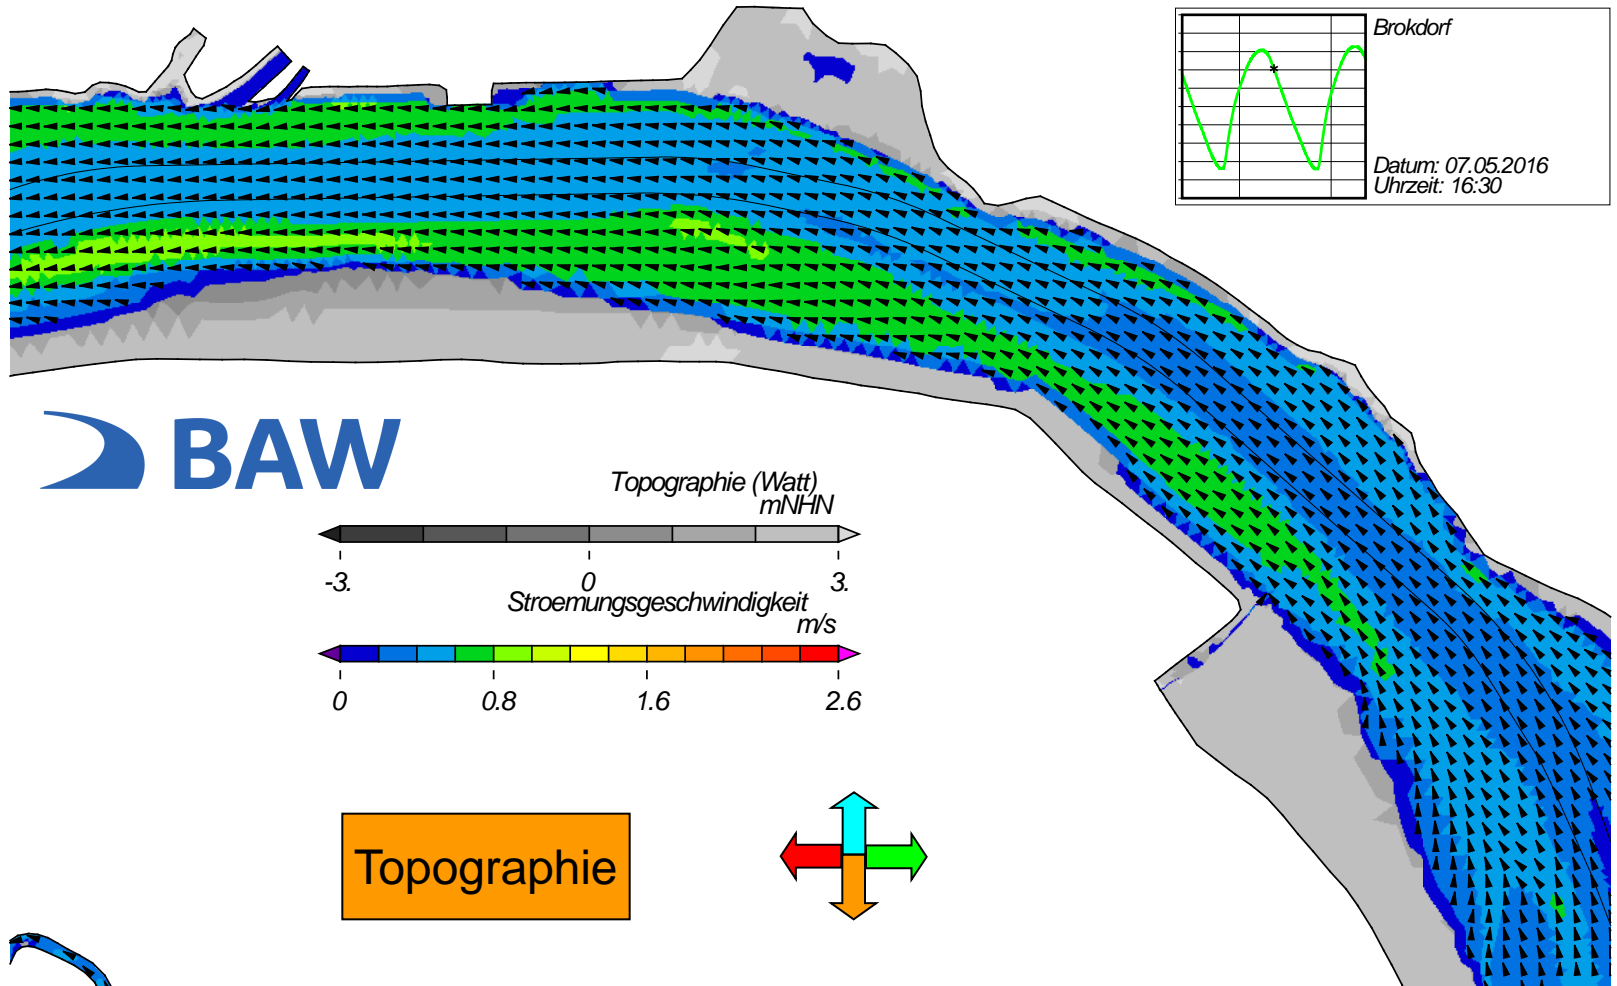 Brokdorf
Datum: 07.05.2016
Uhrzeit: 16:30
BAW
Topographie (Watt)
mNHN
-3. 0 3.
Stroemungsgeschwindigkeit
m/s
0 0.8 1.6 2.6
Topographie